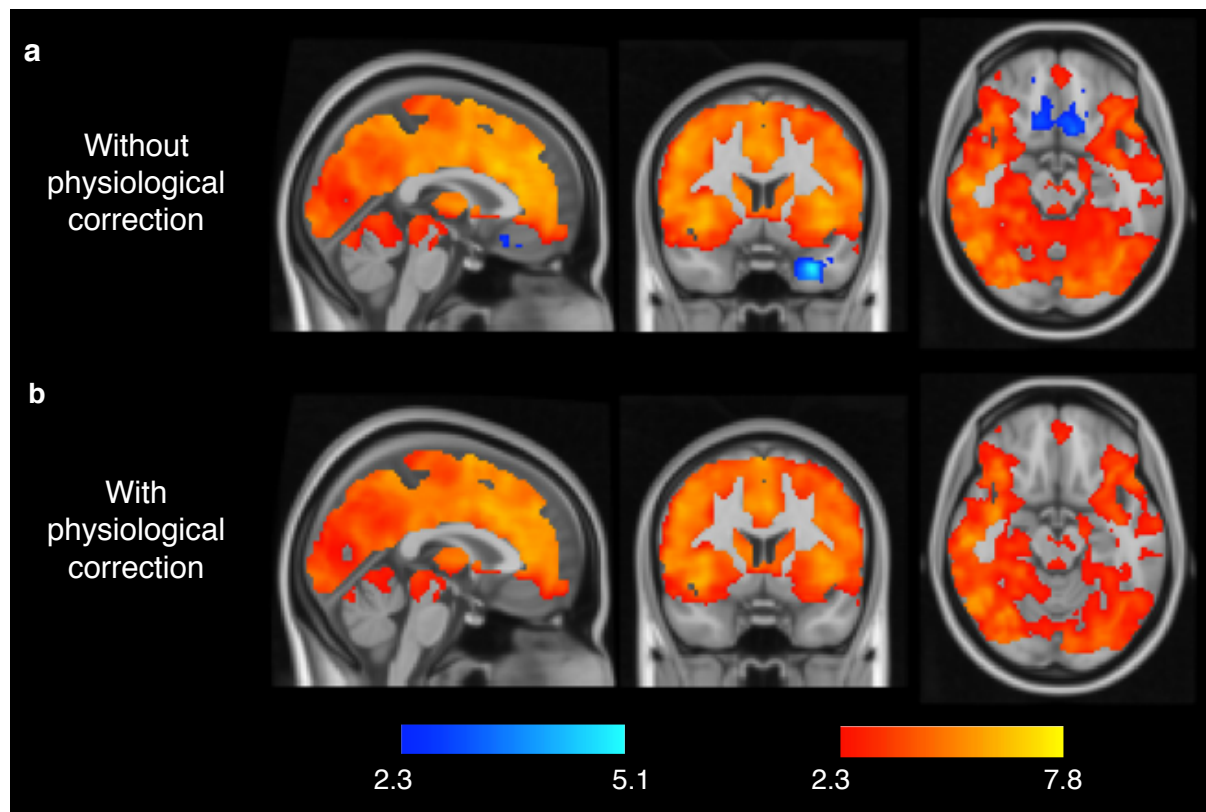 a
Without
physiological
correction
b
With
physiological
correction
2.3
5.1
2.3
7.8